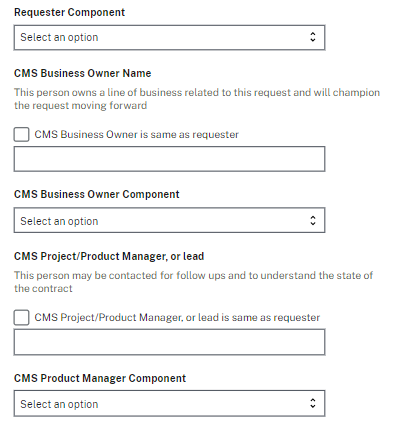 Requester Component
Select an option
CMS Business Owner Name
This person owns a line of business related to this request and will champion
the request moving forward
CMS Business Owner is same as requester
CMS Business Owner Component
Select an option
CMS Project/Product Manager, or lead
This person may be contacted for follow ups and to understand the state of
the contract
CMS Project/Product Manager, or lead is same as requester
CMS Product Manager Component
Select an option